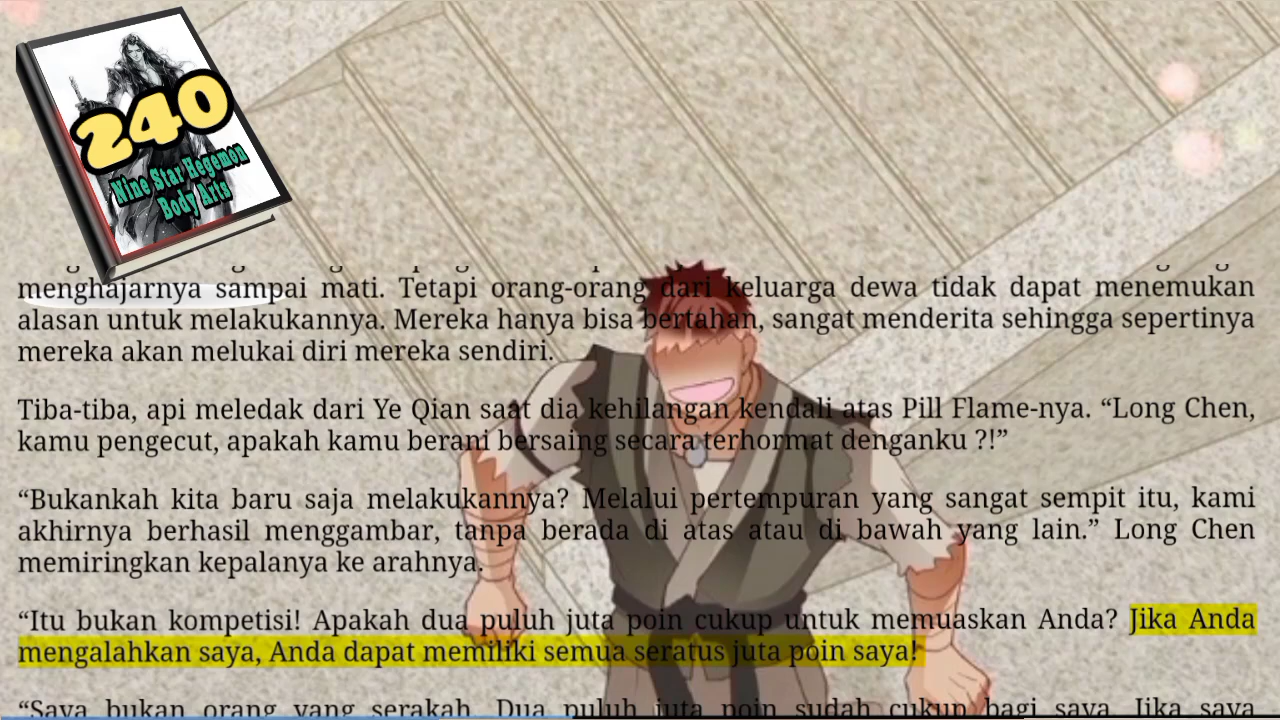 240
Nine Star Hegemon
Body Arts
menghajarnya sampai mati. Tetapi orang-orang dari keluarga dewa tidak dapat menemukan
alasan untuk melakukannya. Mereka hanya bisa bertahan, sangat menderita sehingga sepertinya
mereka akan melukai diri mereka sendiri.
Tiba-tiba, api meledak dari Ye Qian saat dia kehilangan kendali atas Pill Flame-nya. “Long Chen,
kamu pengecut, apakah kamu berani bersaing secara terhormat denganku ?!”
“Bukankah kita baru saja melakukannya? Melalui pertempuran yang sangat sempit itu, kami
akhirnya berhasil menggambar, tanpa berada di atas atau di bawah yang lain.” Long Chen
memiringkan kepalanya ke arahnya.
“Itu bukan kompetisi! Apakah dua puluh juta poin cukup untuk memuaskan Anda? Jika Anda
mengalahkan saya, Anda dapat memiliki semua seratus juta poin saya!
“Saya bukan orang yang serakah. Dua puluh juta poin sudah cukup bagi saya. Jika saya